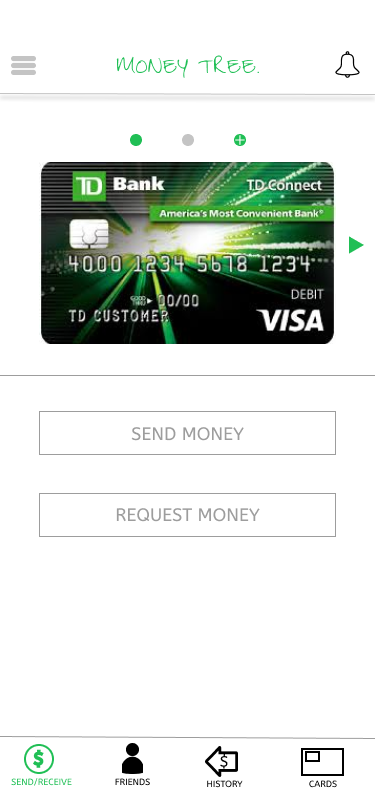 MONEY TREE.
TD Bank TD Connect
America's Most Convenient Bank®
4000 1234 5678 1234
DEBIT
GOOD THRU 00/00
TD CUSTOMER VISA
SEND MONEY
REQUEST MONEY
SEND/RECEIVE FRIENDS HISTORY CARDS